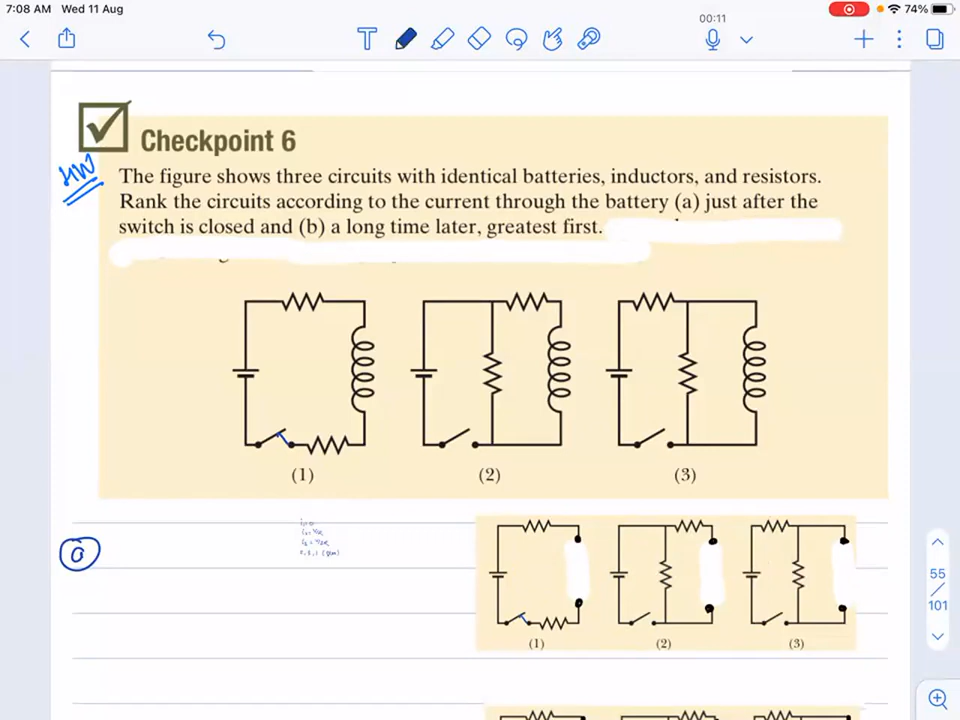 7:08 AM Wed 11 Aug
74%
00:11
T
Checkpoint 6
HW
The figure shows three circuits with identical batteries, inductors, and resistors.
Rank the circuits according to the current through the battery (a) just after the
switch is closed and (b) a long time later, greatest first.
(1) (2) (3)
a
(1) (2) (3)
55
/
101